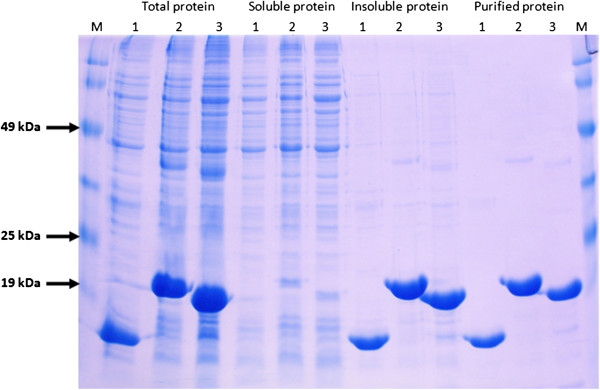 Total protein Soluble protein Insoluble protein Purified protein
M 1 2 3 1 2 3 1 2 3 1 2 3 M
49 kDa
25 kDa
19 kDa